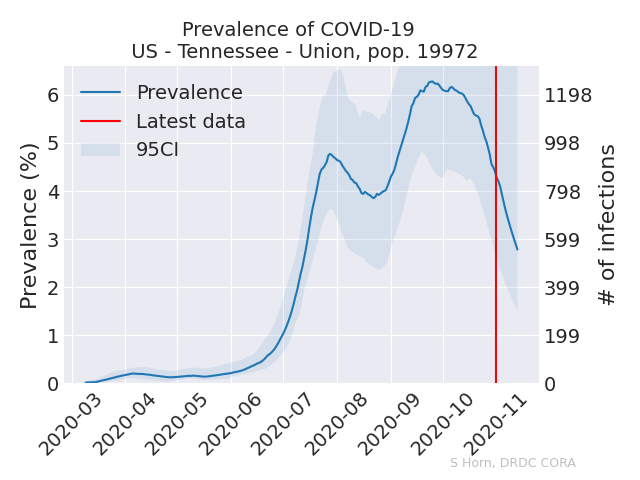 Prevalence of COVID-19
US - Tennessee - Union, pop. 19972
Prevalence
Latest data
95CI
Prevalence (%)
6
5
4
3
2
1
0
1198
998
798
599
399
199
0
# of infections
2020-03
2020-04
2020-05
2020-06
2020-07
2020-08
2020-09
2020-10
2020-11
S Horn, DRDC CORA